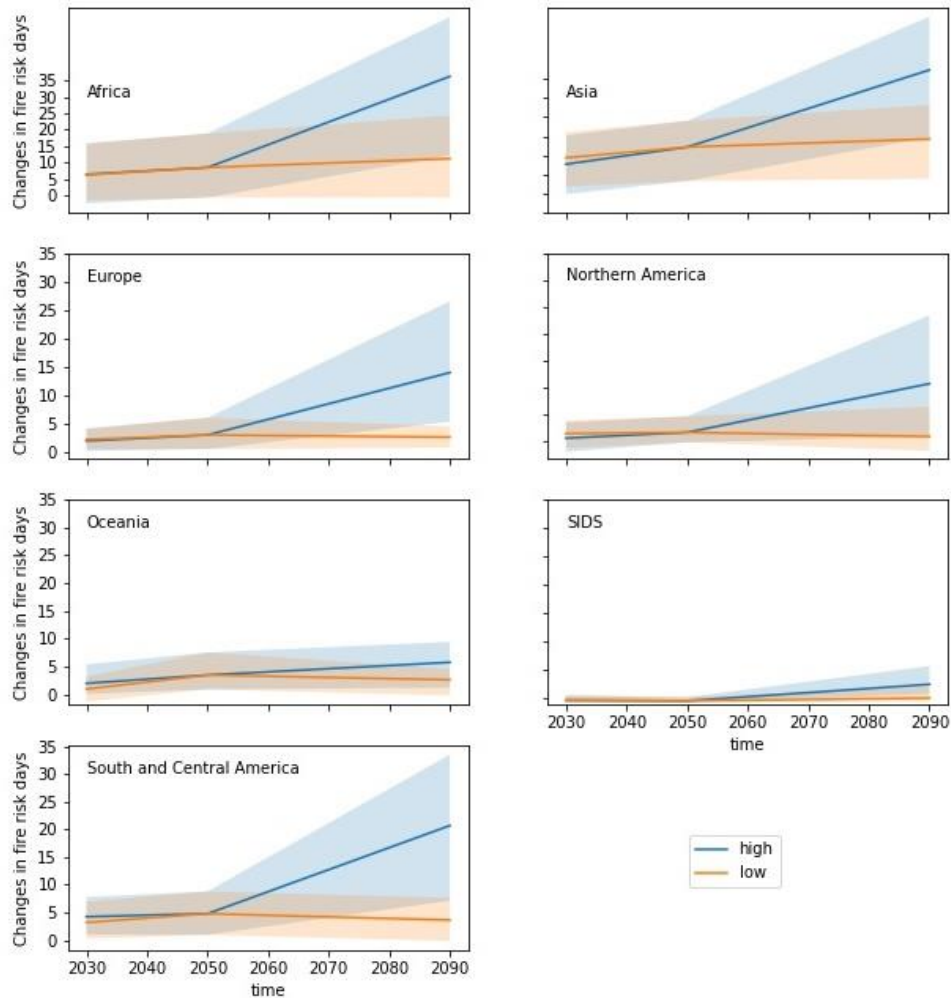 Changes in fire risk days
35
30
25
20
15
10
5
0
Africa
Asia
Changes in fire risk days
35
30
25
20
15
10
5
0
Europe
Northern America
Changes in fire risk days
35
30
25
20
15
10
5
0
Oceania
SIDS
2030 2040 2050 2060 2070 2080 2090
time
Changes in fire risk days
35
30
25
20
15
10
5
0
South and Central America
2030 2040 2050 2060 2070 2080 2090
time
high
low